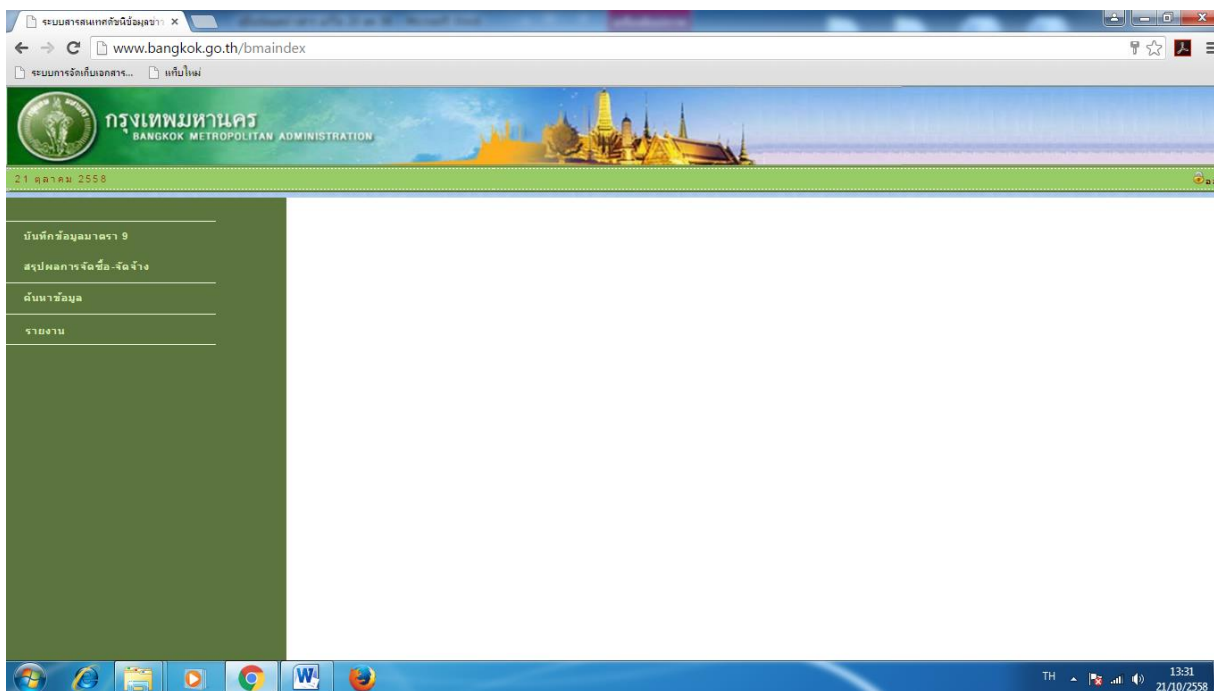 ระบบสารสนเทศดัชนีข้อมูลข่า
www.bangkok.go.th/bmaindex
ระบบการจัดเก็บเอกสาร...
แท็บใหม่
กรุงเทพมหานคร
BANGKOK METROPOLITAN ADMINISTRATION
21 ตุลาคม 2558
บันทึกข้อมูลมาตรา 9
สรุปผลการจัดซื้อ-จัดจ้าง
ค้นหาข้อมูล
รายงาน
TH
13:31
21/10/2558